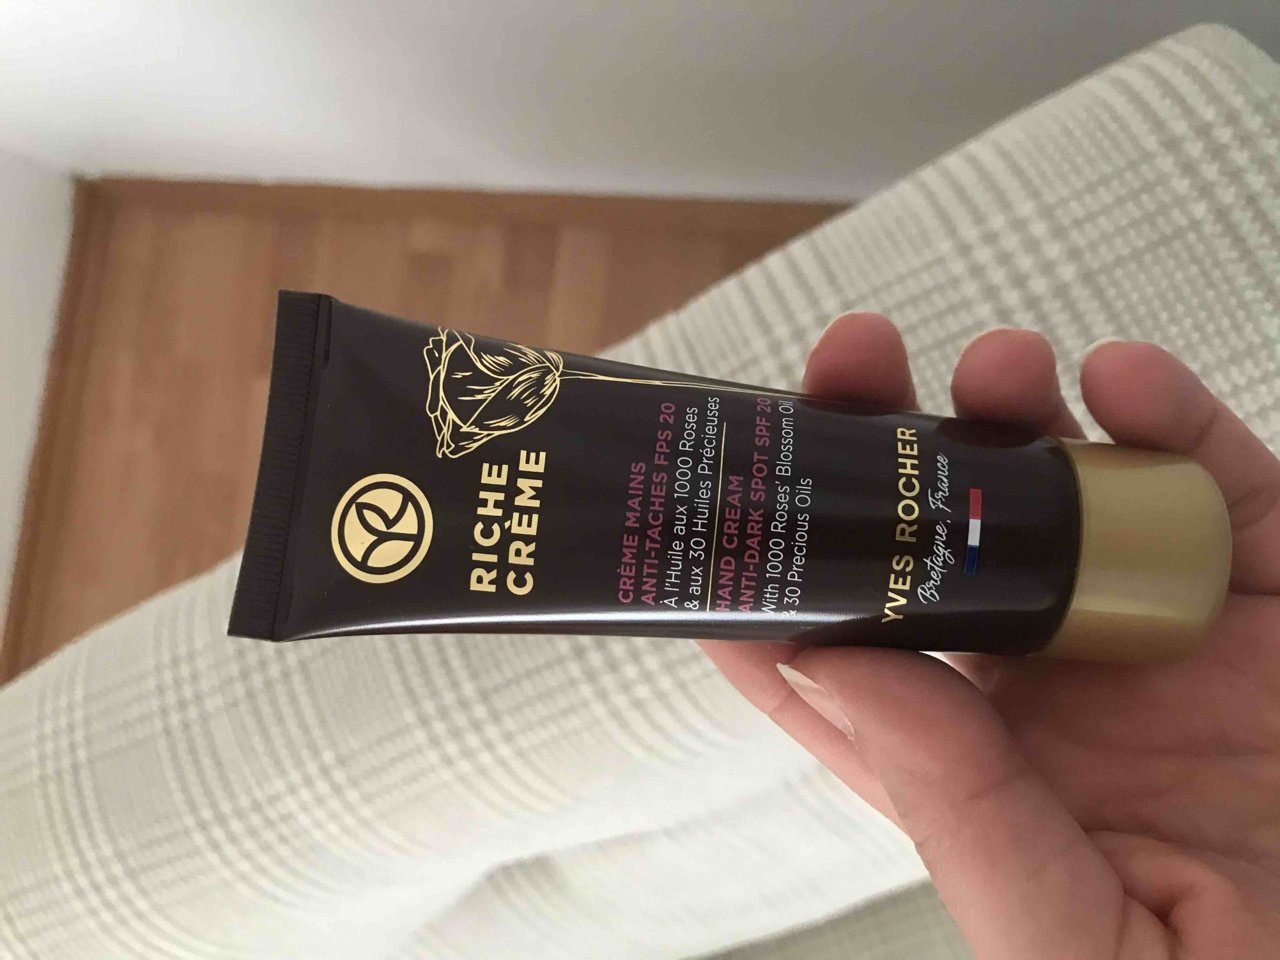 RICHE
CRÈME
CRÈME MAINS
ANTI-TACHES FPS 20
À l'Huile aux 1000 Roses
& aux 30 Huiles Précieuses
HAND CREAM
ANTI-DARK SPOT SPF 20
With 1000 Roses' Blossom Oil
& 30 Precious Oils
YVES ROCHER
Bretagne, France